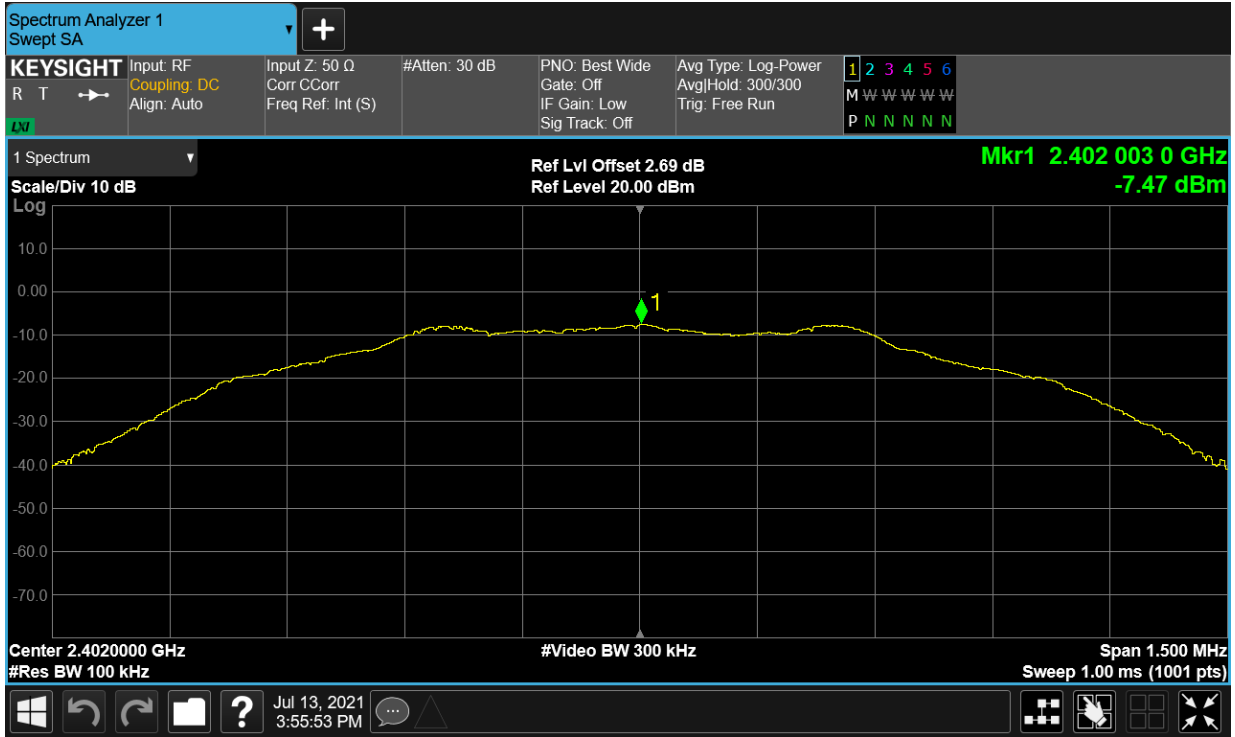 Spectrum Analyzer 1
Swept SA
+
KEYSIGHT
R T
LXI
Input: RF
Coupling: DC
Align: Auto
Input Z: 50 Ω
Corr CCorr
Freq Ref: Int (S)
#Atten: 30 dB
PNO: Best Wide
Gate: Off
IF Gain: Low
Sig Track: Off
Avg Type: Log-Power
Avg|Hold: 300/300
Trig: Free Run
1 2 3 4 5 6
M W W W W W
P N N N N N
1 Spectrum
Scale/Div 10 dB
Log
Ref Lvl Offset 2.69 dB
Ref Level 20.00 dBm
Mkr1 2.402 003 0 GHz
-7.47 dBm
10.0
0.00
1
-10.0
-20.0
-30.0
-40.0
-50.0
-60.0
-70.0
Center 2.4020000 GHz
#Video BW 300 kHz
Span 1.500 MHz
#Res BW 100 kHz
Sweep 1.00 ms (1001 pts)
?
Jul 13, 2021
3:55:53 PM